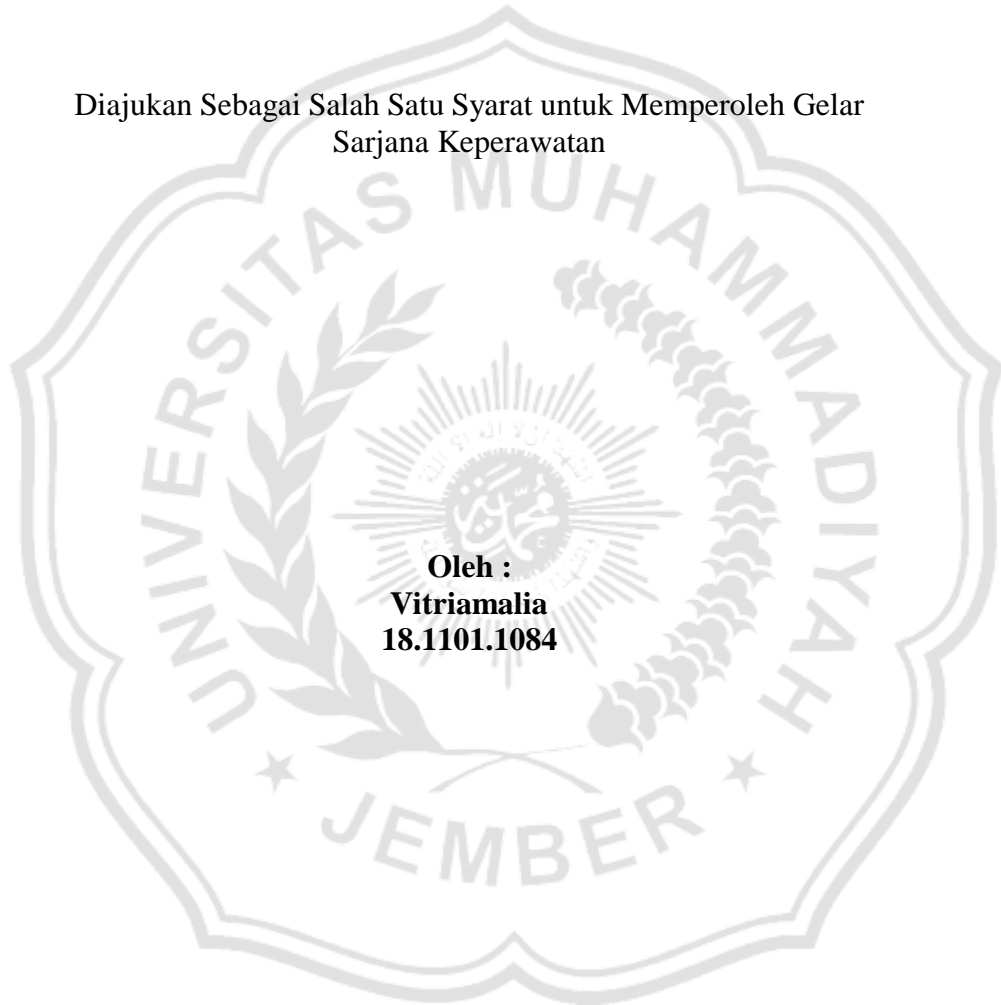 Diajukan Sebagai Salah Satu Syarat untuk Memperoleh Gelar
Sarjana Keperawatan
UNIVERSITAS MUHAMMADIYAH
JEMBER
Oleh :
Vitriamalia
18.1101.1084